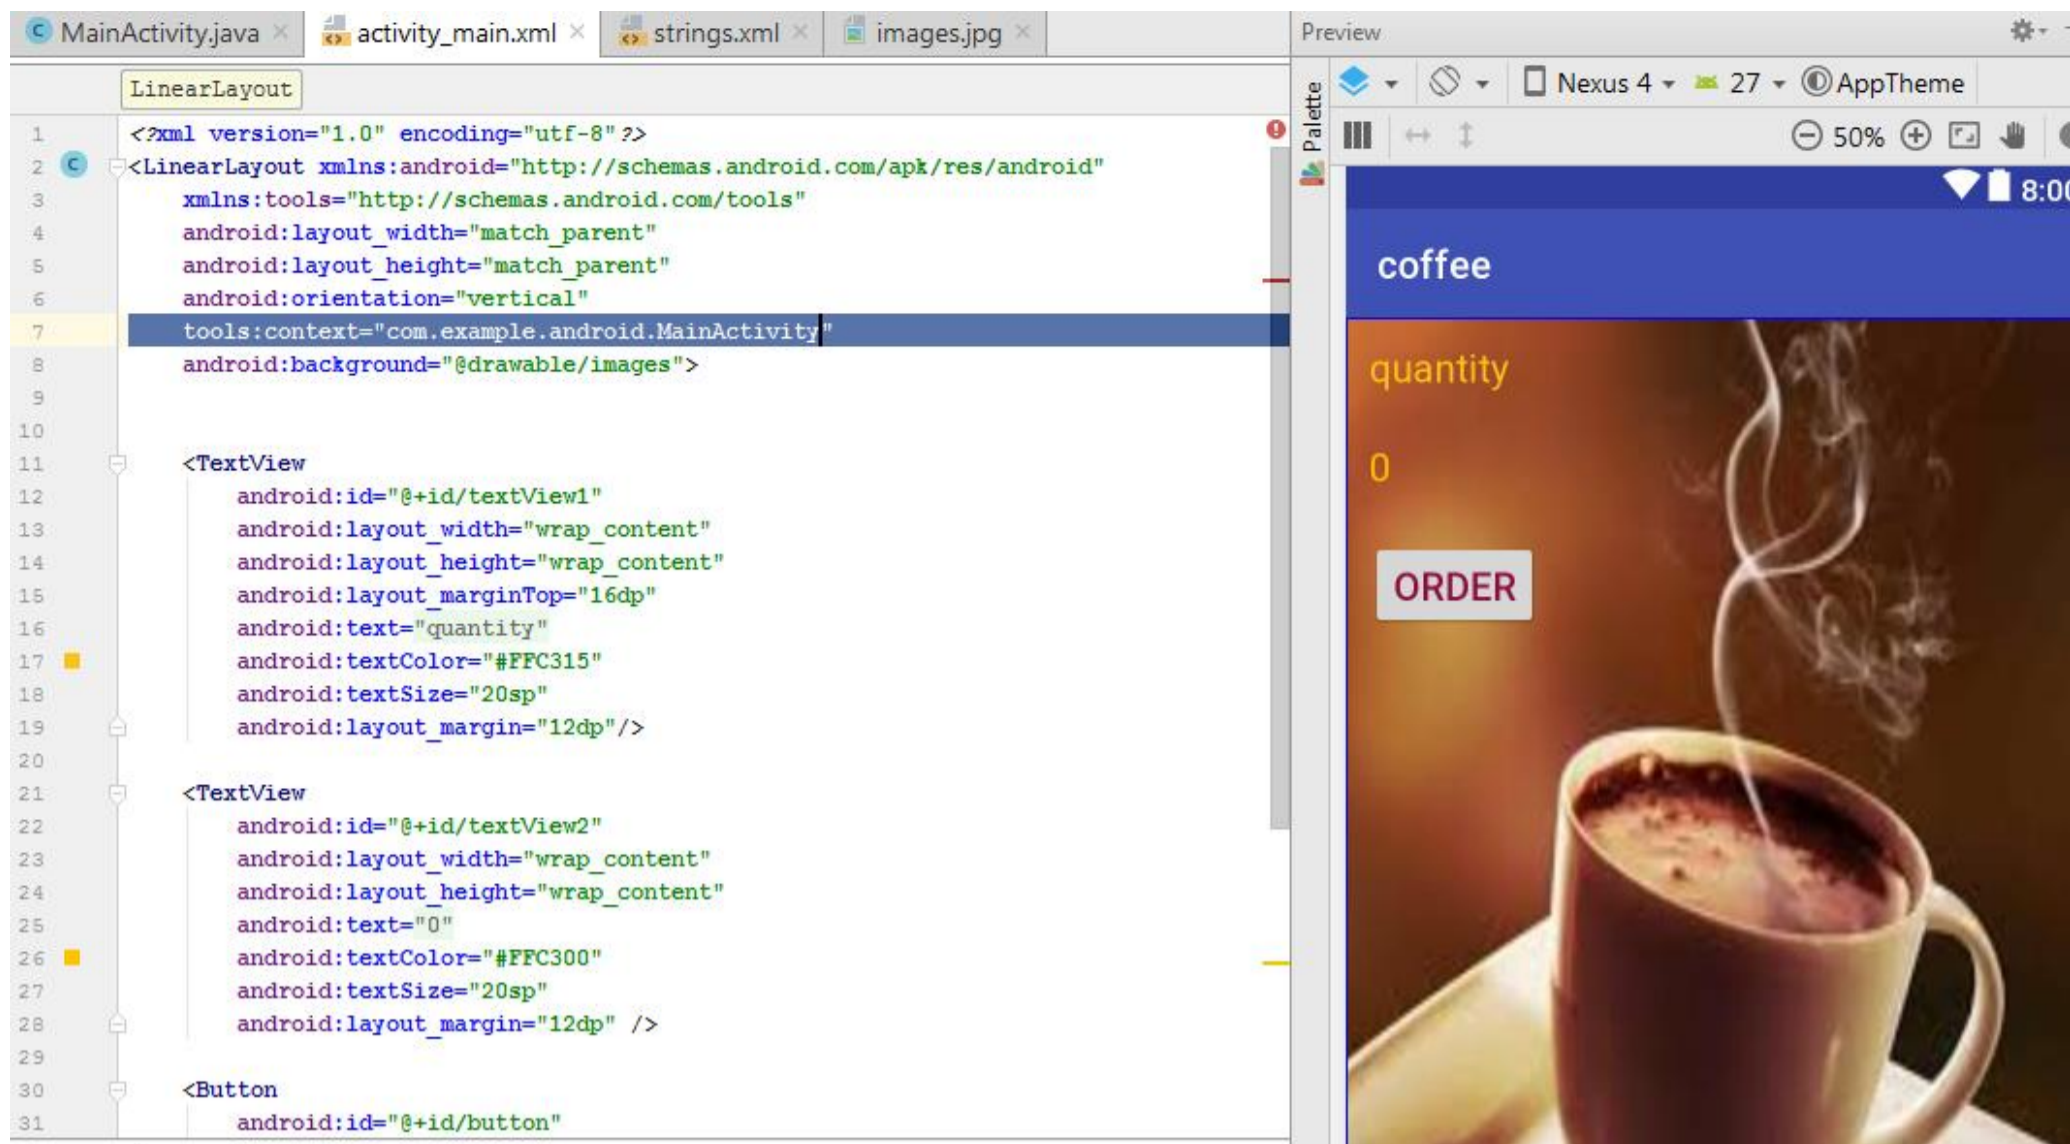 MainActivity.java
activity_main.xml
strings.xml
images.jpg
LinearLayout
1 <?xml version="1.0" encoding="utf-8"?>
2 <LinearLayout xmlns:android="http://schemas.android.com/apk/res/android"
3 xmlns:tools="http://schemas.android.com/tools"
4 android:layout_width="match_parent"
5 android:layout_height="match_parent"
6 android:orientation="vertical"
7 tools:context="com.example.android.MainActivity"
8 android:background="@drawable/images">
9
10
11 <TextView
12 android:id="@+id/textView1"
13 android:layout_width="wrap_content"
14 android:layout_height="wrap_content"
15 android:layout_marginTop="16dp"
16 android:text="quantity"
17 android:textColor="#FFC315"
18 android:textSize="20sp"
19 android:layout_margin="12dp"/>
20
21 <TextView
22 android:id="@+id/textView2"
23 android:layout_width="wrap_content"
24 android:layout_height="wrap_content"
25 android:text="0"
26 android:textColor="#FFC300"
27 android:textSize="20sp"
28 android:layout_margin="12dp" />
29
30 <Button
31 android:id="@+id/button"
Preview
Palette
Nexus 4 27 AppTheme
50%
8:00
coffee
quantity
0
ORDER